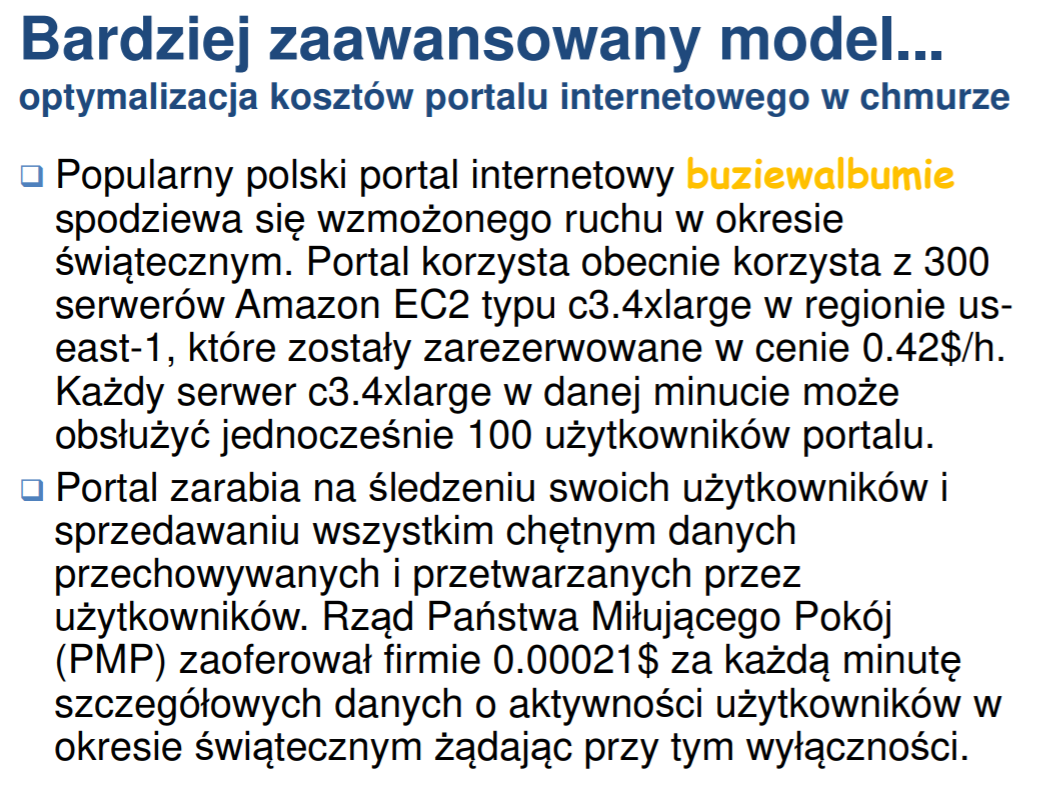 Bardziej zaawansowany model...
optymalizacja kosztów portalu internetowego w chmurze
Popularny polski portal internetowy buziewalbumie
spodziewa się wzmożonego ruchu w okresie
świątecznym. Portal korzysta obecnie korzysta z 300
serwerów Amazon EC2 typu c3.4xlarge w regionie us-
east-1, które zostały zarezerwowane w cenie 0.42$/h.
Każdy serwer c3.4xlarge w danej minucie może
obsłużyć jednocześnie 100 użytkowników portalu.
Portal zarabia na śledzeniu swoich użytkowników i
sprzedawaniu wszystkim chętnym danych
przechowywanych i przetwarzanych przez
użytkowników. Rząd Państwa Miłującego Pokój
(PMP) zaoferował firmie 0.00021$ za każdą minutę
szczegółowych danych o aktywności użytkowników w
okresie świątecznym żądając przy tym wyłączności.